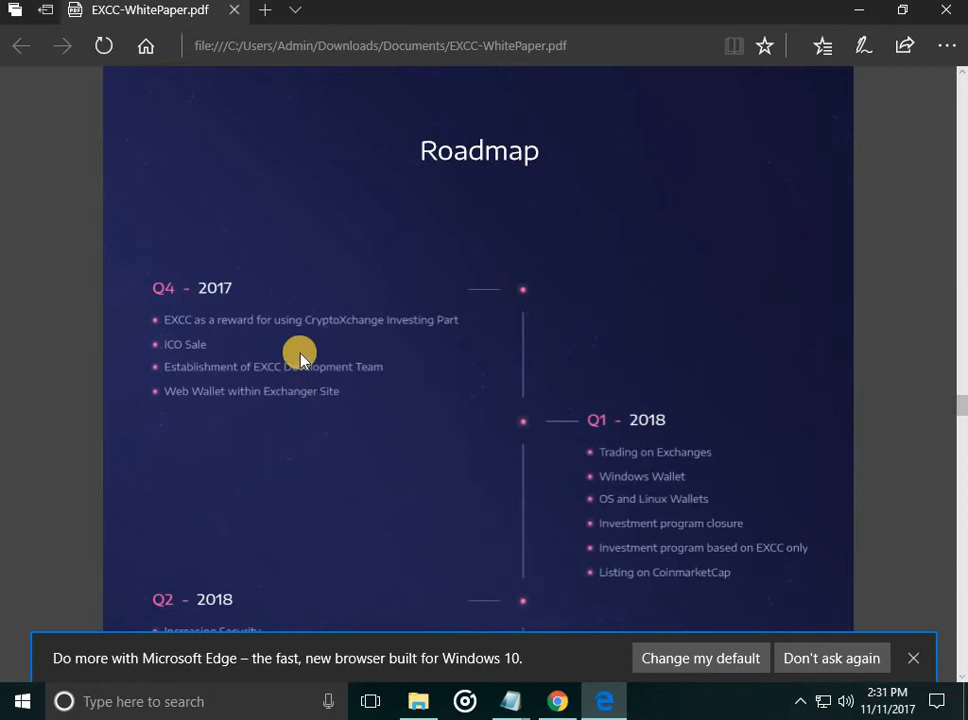 EXCC-WhitePaper.pdf
file:///C:/Users/Admin/Downloads/Documents/EXCC-WhitePaper.pdf
Roadmap
Q4 - 2017
EXCC as a reward for using CryptoXchange Investing Part
ICO Sale
Establishment of EXCC Development Team
Web Wallet within Exchanger Site
Q1 - 2018
Trading on Exchanges
Windows Wallet
OS and Linux Wallets
Investment program closure
Investment program based on EXCC only
Listing on CoinmarketCap
Q2 - 2018
Increasing Security
Do more with Microsoft Edge – the fast, new browser built for Windows 10.
Change my default
Don't ask again
Type here to search
2:31 PM
11/11/2017